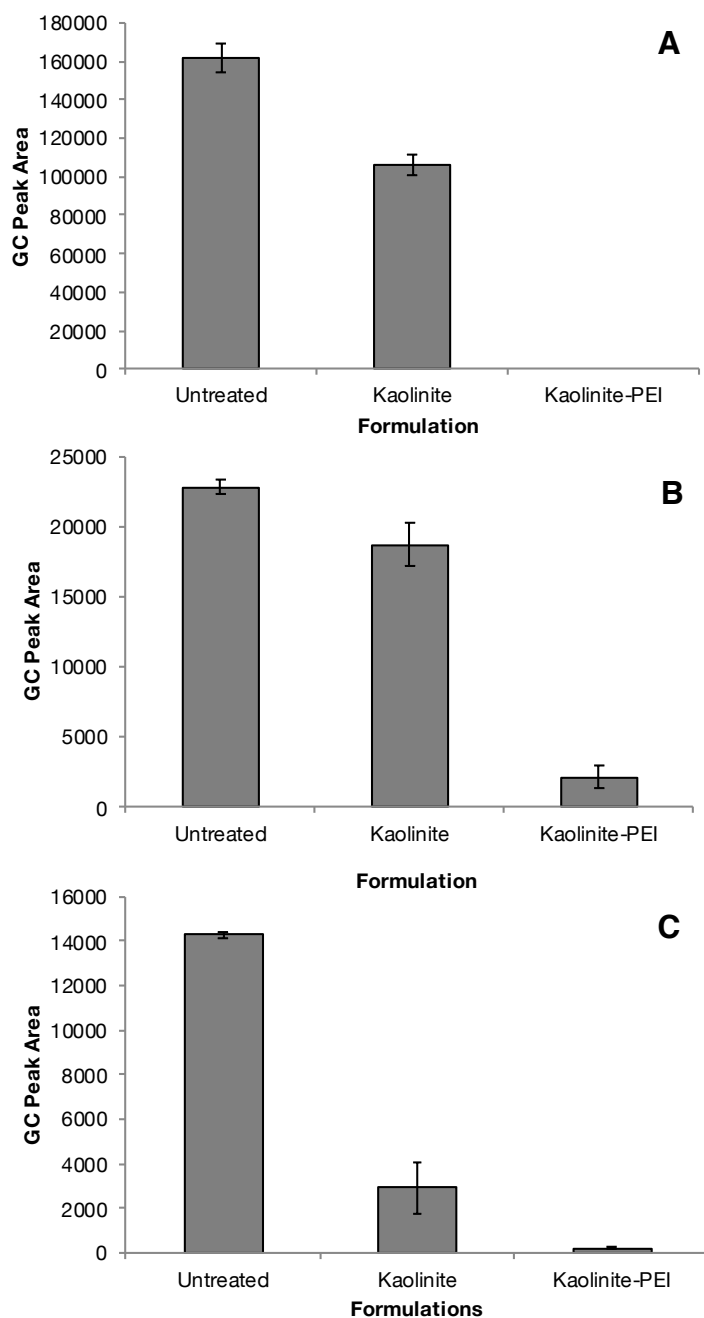 A
GC Peak Area
180000
160000
140000
120000
100000
80000
60000
40000
20000
0
Untreated Kaolinite Kaolinite-PEI
Formulation
B
GC Peak Area
25000
20000
15000
10000
5000
0
Untreated Kaolinite Kaolinite-PEI
Formulation
C
GC Peak Area
16000
14000
12000
10000
8000
6000
4000
2000
0
Untreated Kaolinite Kaolinite-PEI
Formulations